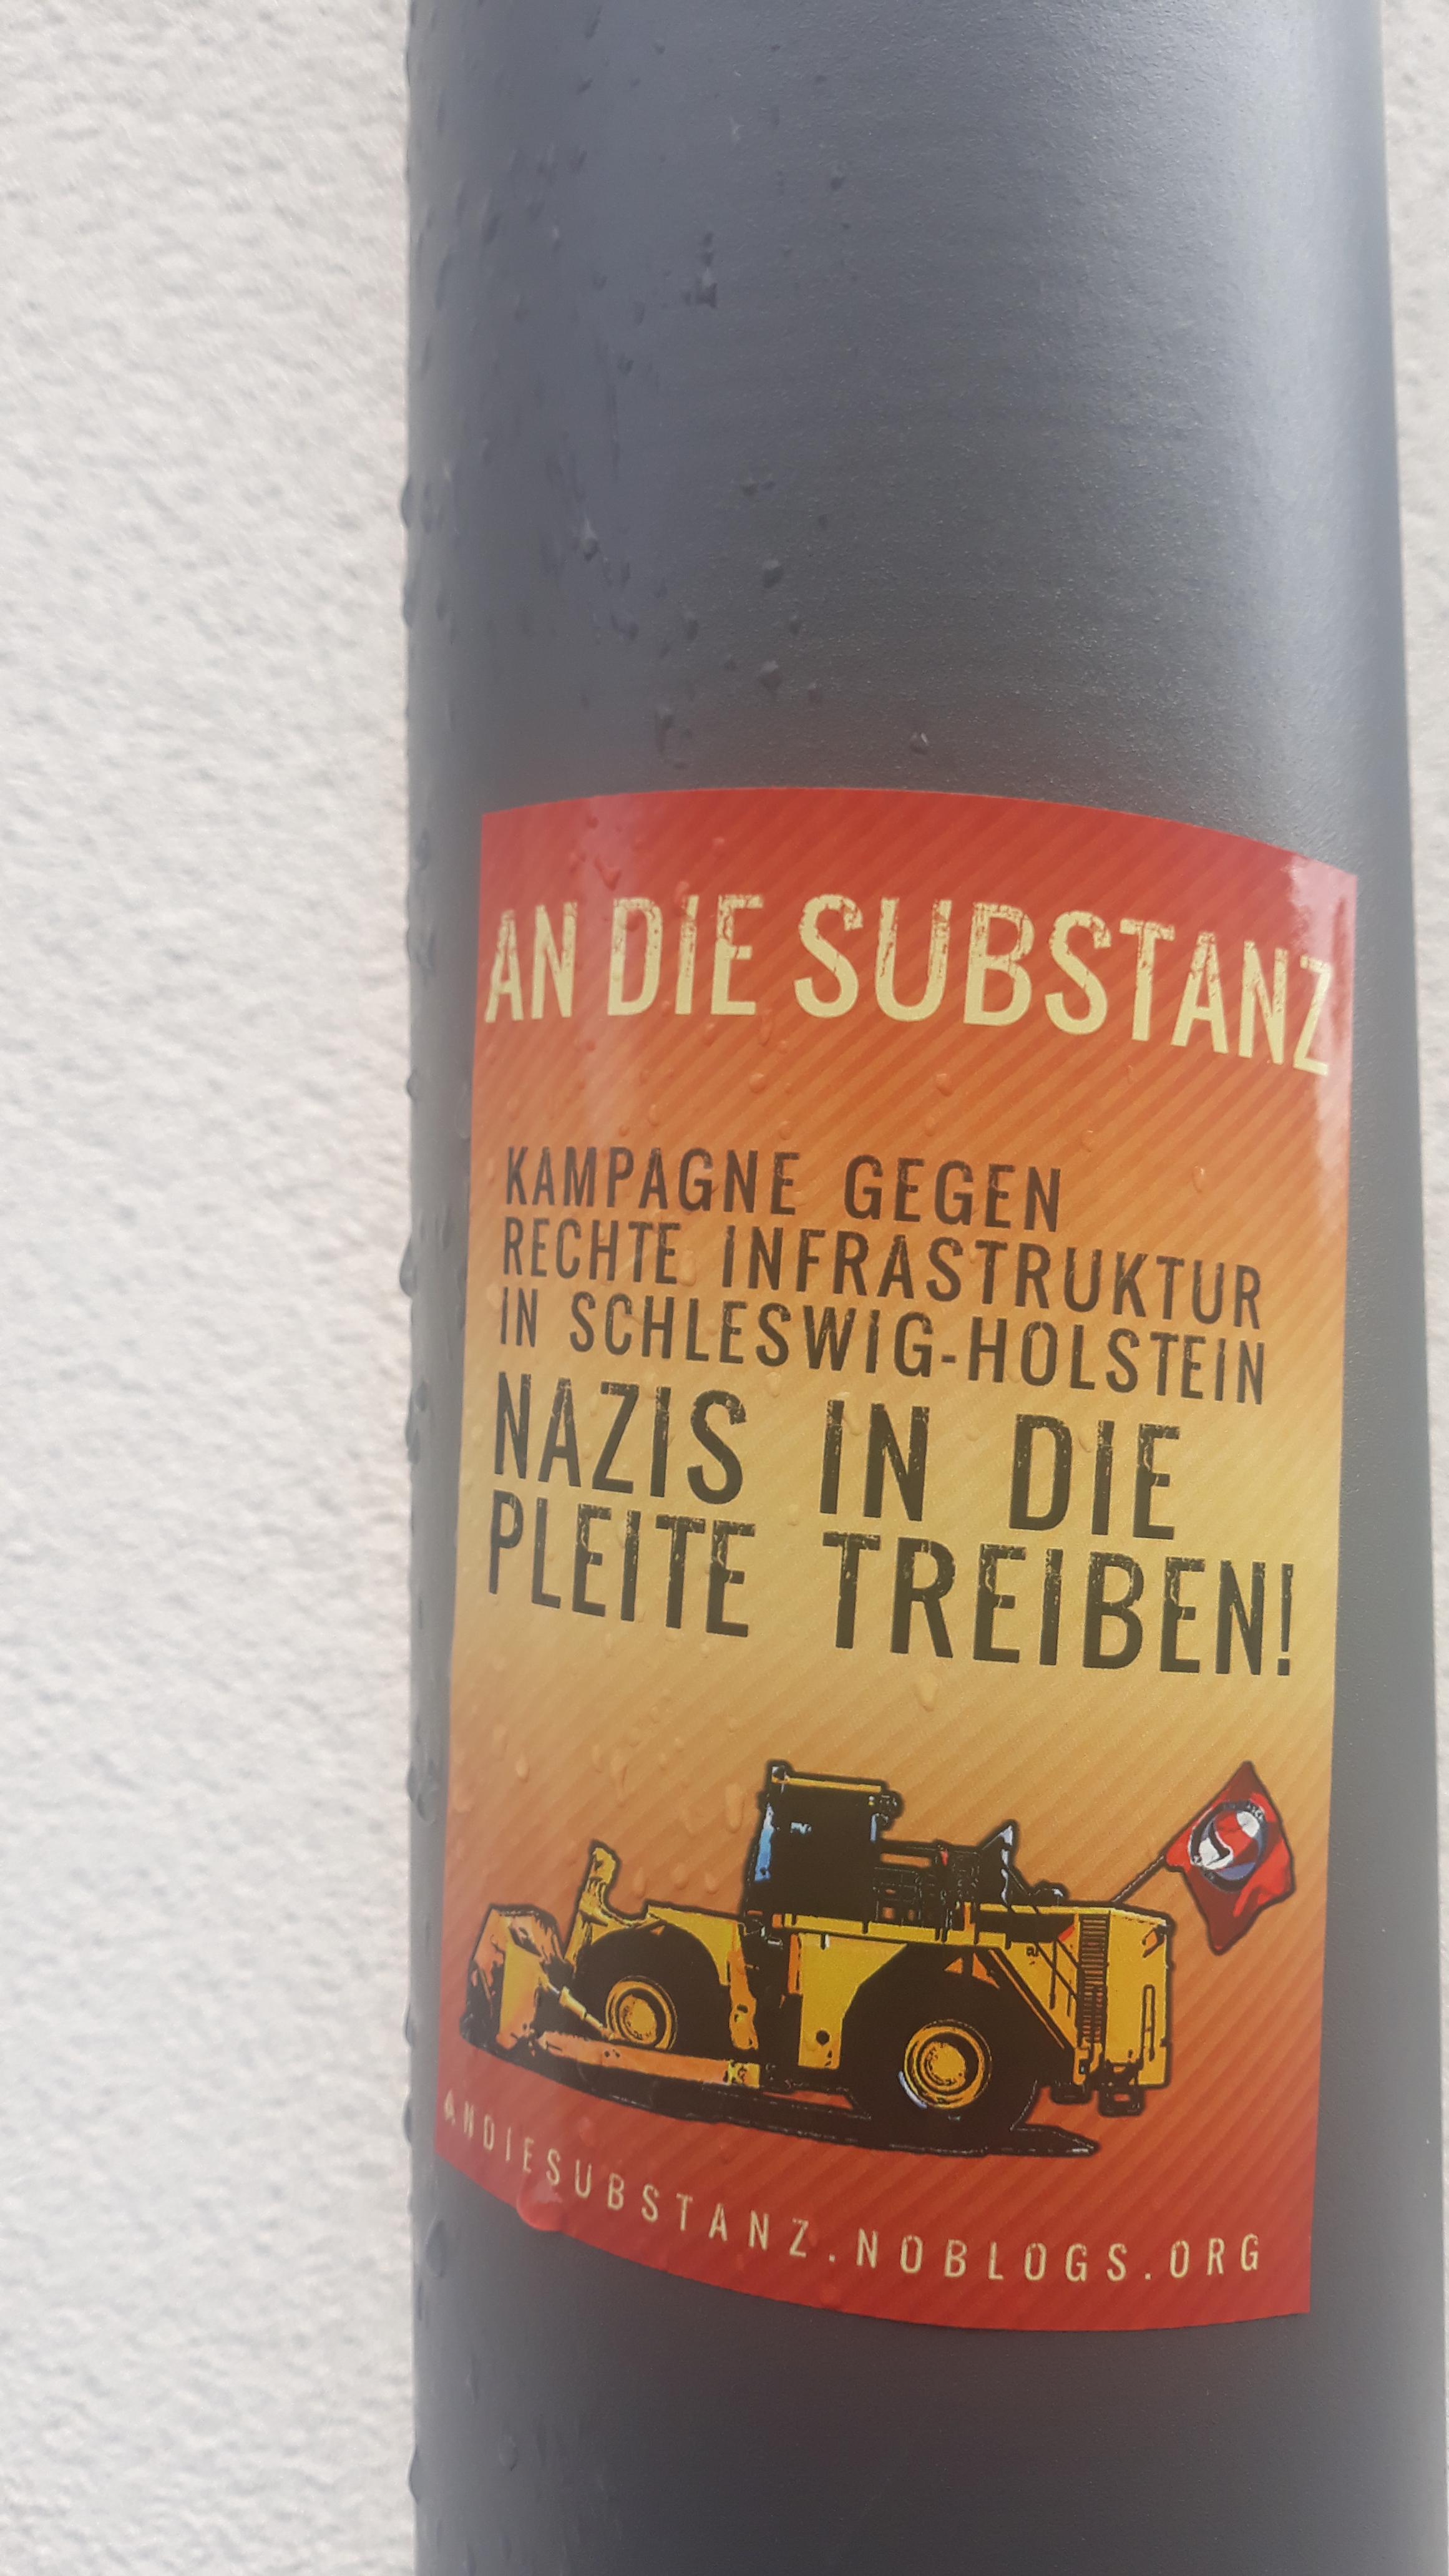 AN DIE SUBSTANZ
KAMPAGNE GEGEN
RECHTE INFRASTRUKTUR
IN SCHLESWIG-HOLSTEIN
NAZIS IN DIE
PLEITE TREIBEN!
ANDIESUBSTANZ.NOBLOGS.ORG